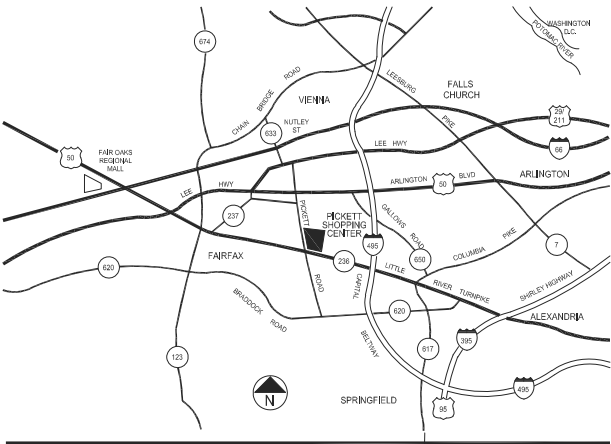 WASHINGTON
D.C.
POTOMAC RIVER
674
CHAIN BRIDGE ROAD
VIENNA
LEESBURG PIKE
FALLS
CHURCH
29/
211
633
NUTLEY
ST
LEE HWY
66
50
FAIR OAKS
REGIONAL
MALL
LEE HWY
ARLINGTON 50 BLVD
ARLINGTON
237
PICKETT ROAD
PICKETT
SHOPPING
CENTER
GALLOWS ROAD
495
650
COLUMBIA PIKE
7
FAIRFAX
236
LITTLE RIVER TURNPIKE
SHIRLEY HIGHWAY
620
BRADDOCK ROAD
CAPITAL BELTWAY
620
ALEXANDRIA
123
617
395
N
SPRINGFIELD
495
95